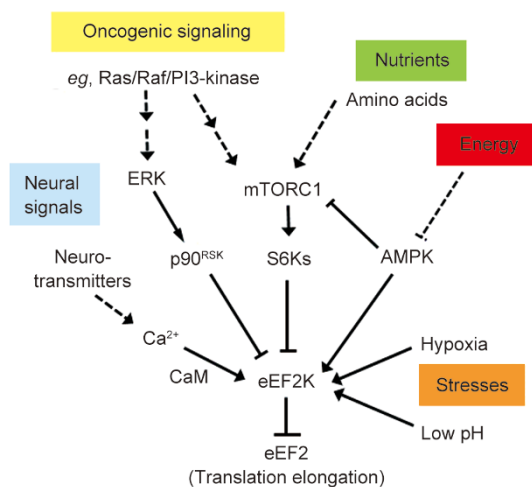 Oncogenic signaling
eg, Ras/Raf/PI3-kinase
Nutrients
Amino acids
Energy
Neural
signals
ERK
mTORC1
Neuro-
transmitters
p90RSK
S6Ks
AMPK
Ca2+
CaM
eEF2K
Hypoxia
Stresses
Low pH
eEF2
(Translation elongation)